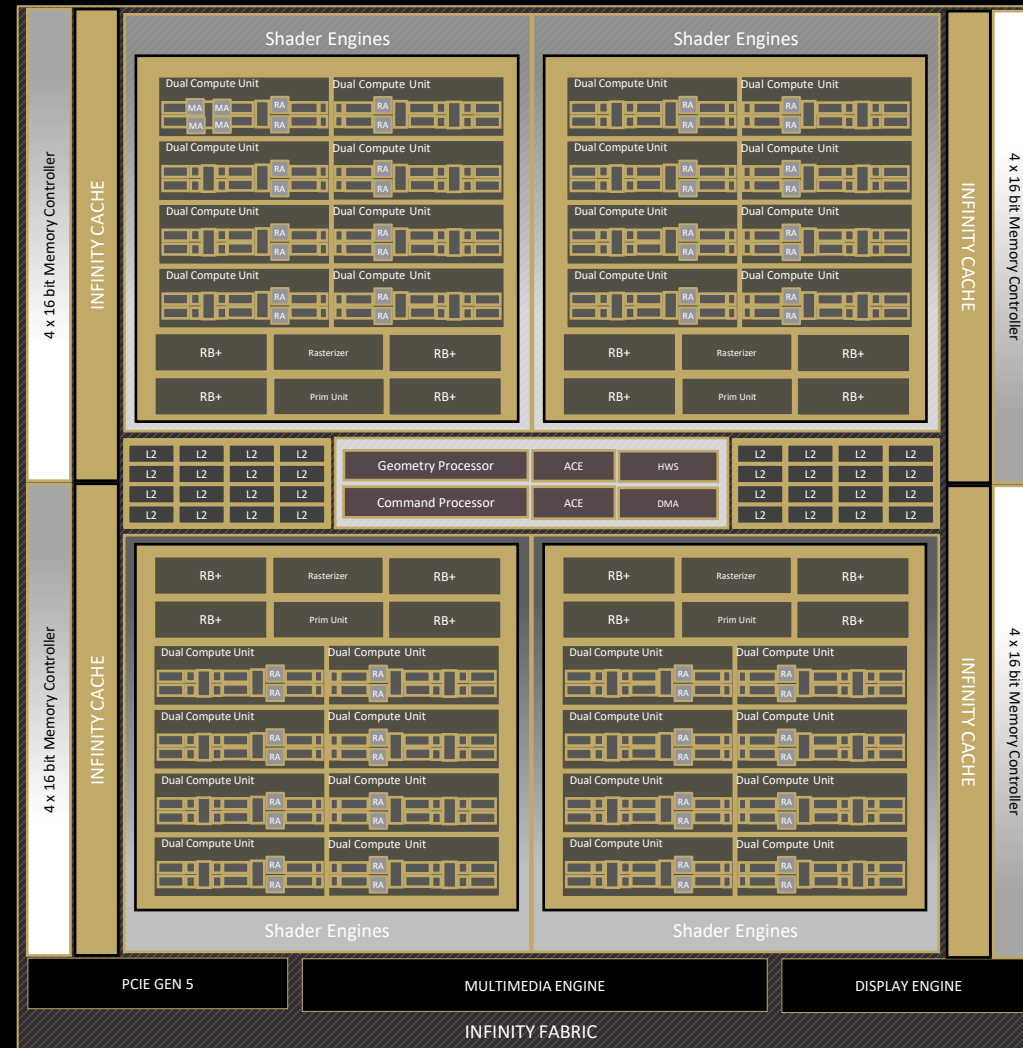 Shader Engines
Shader Engines
4 x 16 bit Memory Controller
INFINITY CACHE
Dual Compute Unit Dual Compute Unit
MA MA RA RA
MA MA RA RA
Dual Compute Unit Dual Compute Unit
RA RA
RA RA
Dual Compute Unit Dual Compute Unit
RA RA
RA RA
Dual Compute Unit Dual Compute Unit
RA RA
RA RA
RB+ Rasterizer RB+
RB+ Prim Unit RB+
Dual Compute Unit Dual Compute Unit
RA RA
RA RA
Dual Compute Unit Dual Compute Unit
RA RA
RA RA
Dual Compute Unit Dual Compute Unit
RA RA
RA RA
Dual Compute Unit Dual Compute Unit
RA RA
RA RA
RB+ Rasterizer RB+
RB+ Prim Unit RB+
INFINITY CACHE
4 x 16 bit Memory Controller
L2 L2 L2 L2
L2 L2 L2 L2
L2 L2 L2 L2
L2 L2 L2 L2
Geometry Processor ACE HWS
Command Processor ACE DMA
L2 L2 L2 L2
L2 L2 L2 L2
L2 L2 L2 L2
L2 L2 L2 L2
4 x 16 bit Memory Controller
INFINITY CACHE
RB+ Rasterizer RB+
RB+ Prim Unit RB+
Dual Compute Unit Dual Compute Unit
RA RA
RA RA
Dual Compute Unit Dual Compute Unit
RA RA
RA RA
Dual Compute Unit Dual Compute Unit
RA RA
RA RA
Dual Compute Unit Dual Compute Unit
RA RA
RA RA
RB+ Rasterizer RB+
RB+ Prim Unit RB+
Dual Compute Unit Dual Compute Unit
RA RA
RA RA
Dual Compute Unit Dual Compute Unit
RA RA
RA RA
Dual Compute Unit Dual Compute Unit
RA RA
RA RA
Dual Compute Unit Dual Compute Unit
RA RA
RA RA
INFINITY CACHE
4 x 16 bit Memory Controller
Shader Engines
Shader Engines
PCIE GEN 5
MULTIMEDIA ENGINE
DISPLAY ENGINE
INFINITY FABRIC